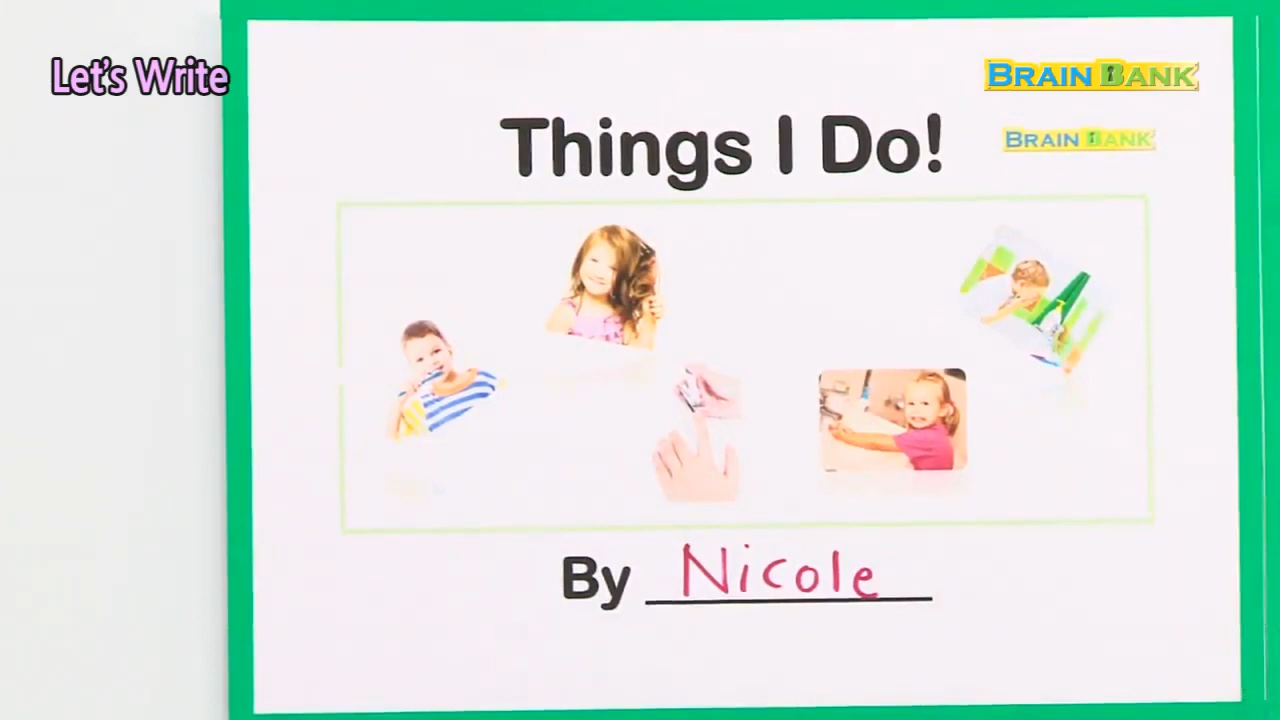 Let's Write
BRAIN BANK
Things I Do!
BRAIN BANK
By Nicole